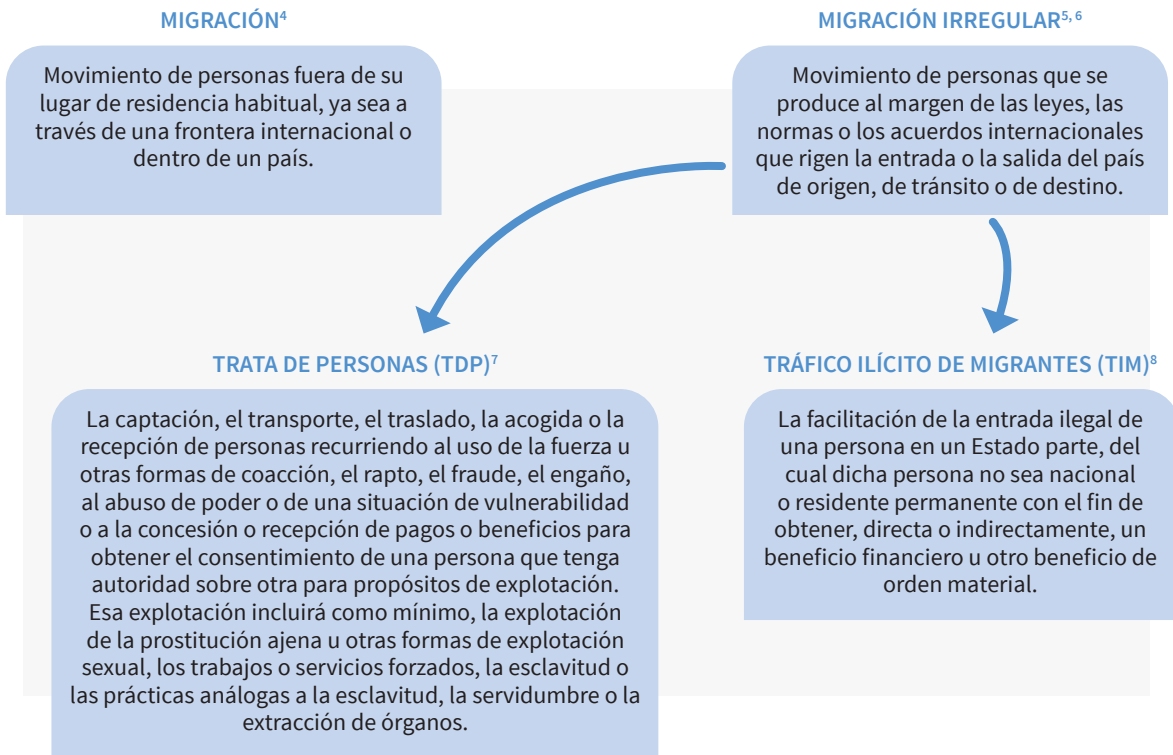 MIGRACIÓN⁴
Movimiento de personas fuera de su
lugar de residencia habitual, ya sea a
través de una frontera internacional o
dentro de un país.
MIGRACIÓN IRREGULAR⁵, ⁶
Movimiento de personas que se
produce al margen de las leyes, las
normas o los acuerdos internacionales
que rigen la entrada o la salida del país
de origen, de tránsito o de destino.
TRATA DE PERSONAS (TDP)⁷
La captación, el transporte, el traslado, la acogida o la
recepción de personas recurriendo al uso de la fuerza u
otras formas de coacción, el rapto, el fraude, el engaño,
al abuso de poder o de una situación de vulnerabilidad
o a la concesión o recepción de pagos o beneficios para
obtener el consentimiento de una persona que tenga
autoridad sobre otra para propósitos de explotación.
Esa explotación incluirá como mínimo, la explotación
de la prostitución ajena u otras formas de explotación
sexual, los trabajos o servicios forzados, la esclavitud o
las prácticas análogas a la esclavitud, la servidumbre o la
extracción de órganos.
TRÁFICO ILÍCITO DE MIGRANTES (TIM)⁸
La facilitación de la entrada ilegal de
una persona en un Estado parte, del
cual dicha persona no sea nacional
o residente permanente con el fin de
obtener, directa o indirectamente, un
beneficio financiero u otro beneficio de
orden material.